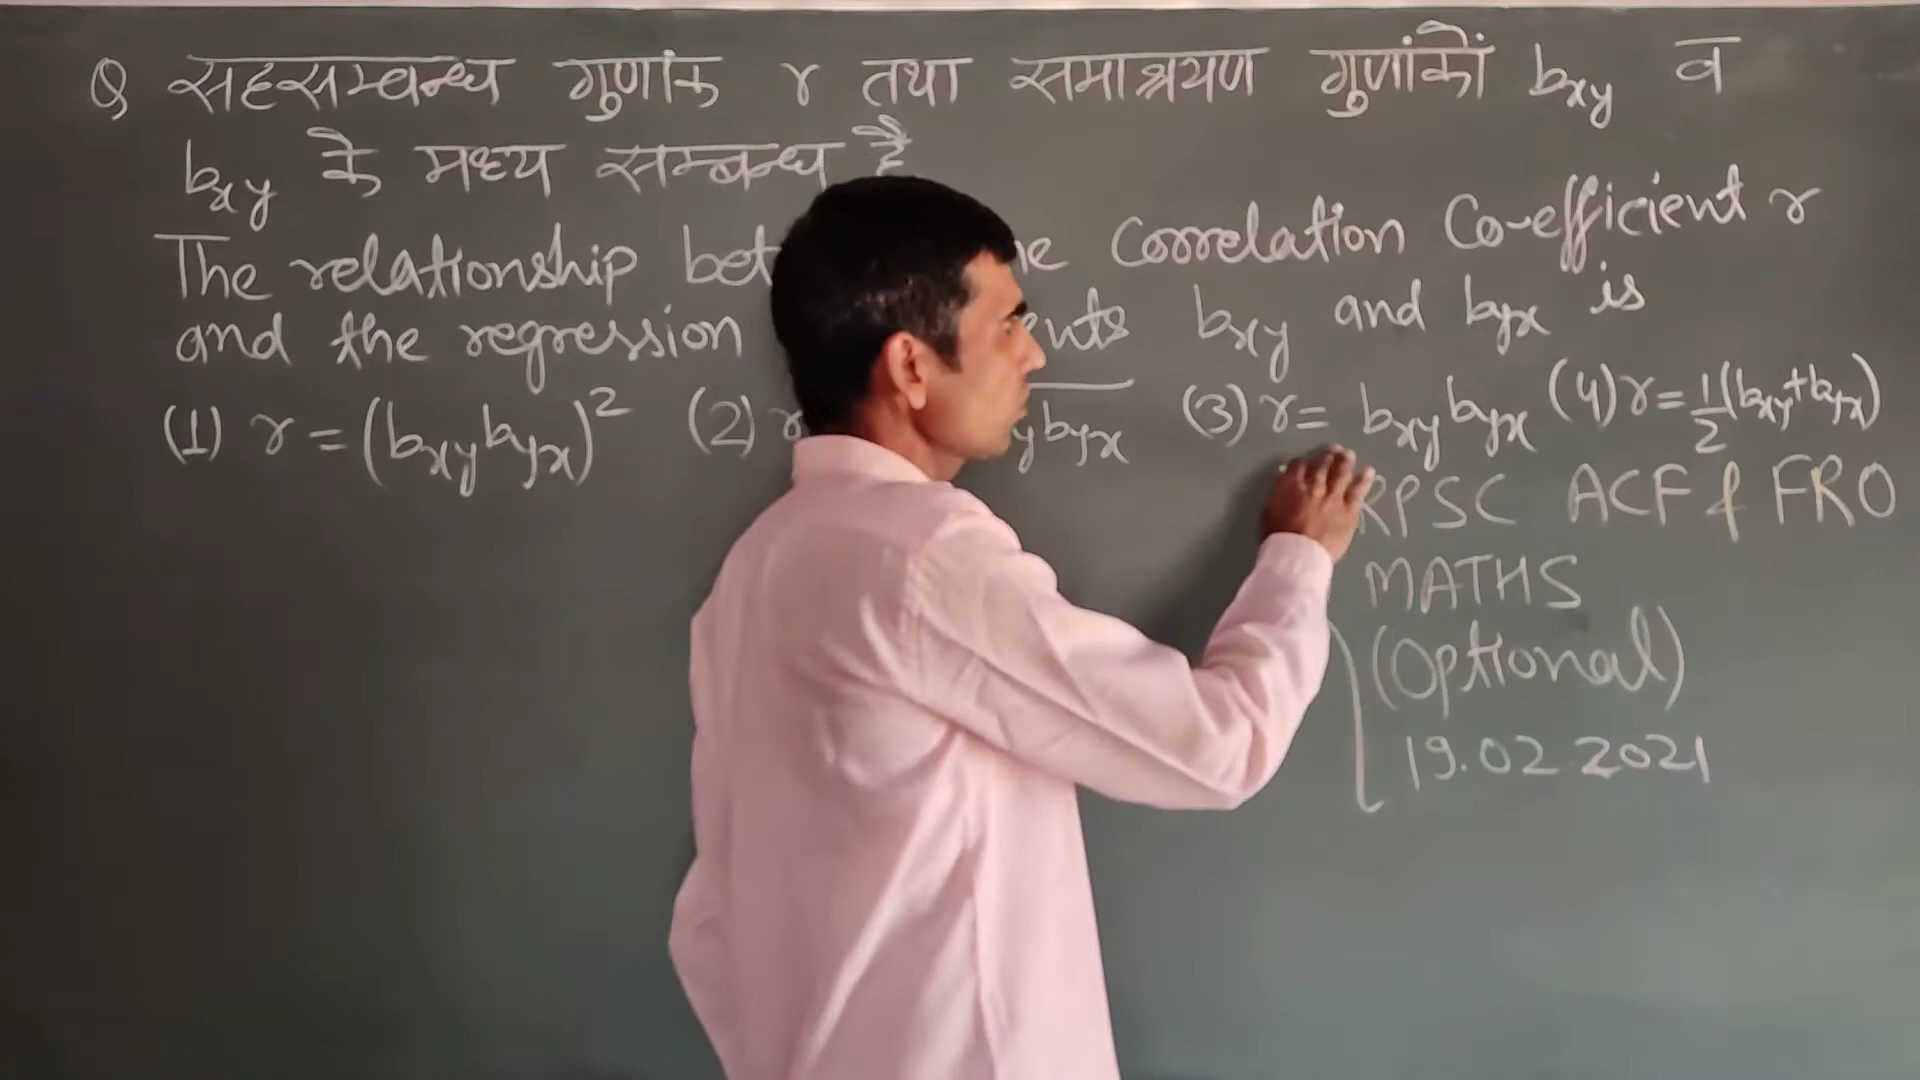 Q सहसम्बन्ध गुणांक r तथा समाश्रयण गुणांकों bxy व
bxy के मध्य सम्बन्ध है
The relationship correlation Co-efficient r
and the regression bxy and byx is
(1) r = (bxy byx)² (2) r y byx (3) r = bxy byx (4) r = 1/2 (bxy + byx)
RPSC ACF & FRO
MATHS
(Optional)
19.02.2021